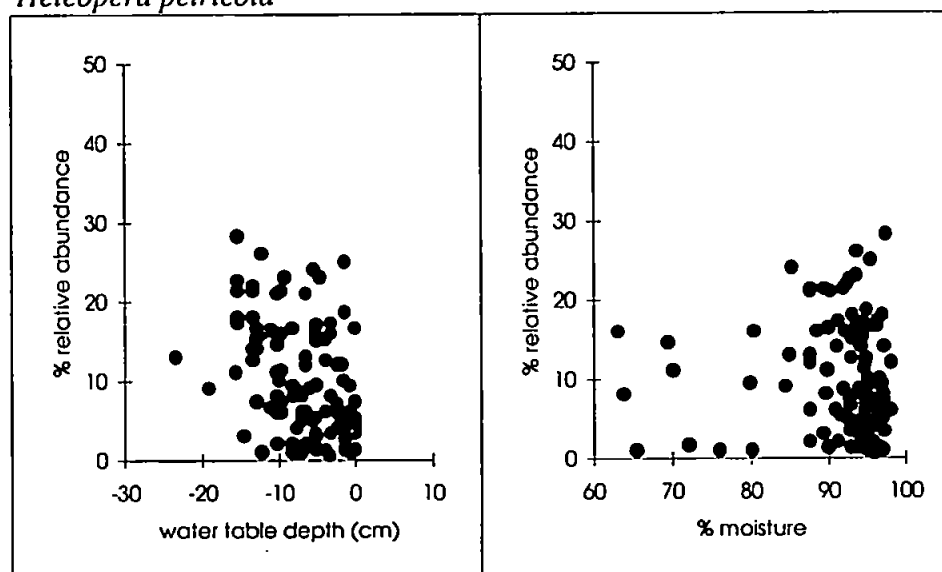 Heleopera petricola
50
40
30
20
10
0
-30 -20 -10 0 10
% relative abundance
water table depth (cm)
50
40
30
20
10
0
60 70 80 90 100
% relative abundance
% moisture